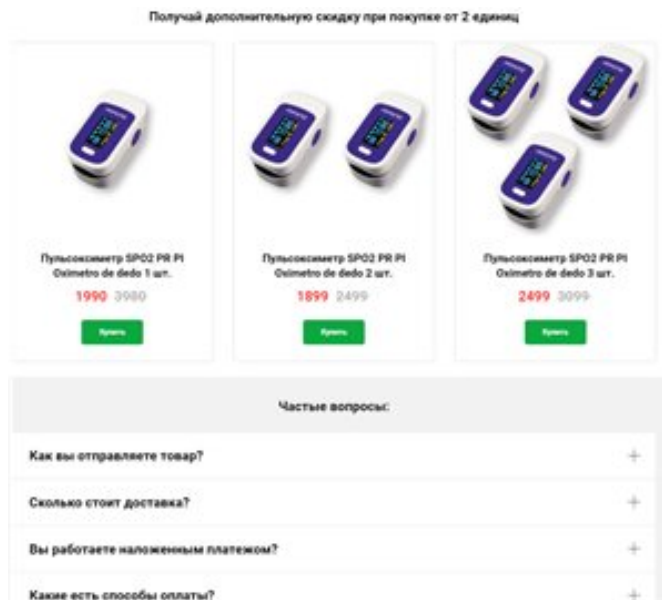 Получай дополнительную скидку при покупке от 2 единиц
Пульсоксиметр SPO2 PR PI
Oximetro de dedo 1 шт.
1990 3980
Купить
Пульсоксиметр SPO2 PR PI
Oximetro de dedo 2 шт.
1899 2499
Купить
Пульсоксиметр SPO2 PR PI
Oximetro de dedo 3 шт.
2499 3099
Купить
Частые вопросы:
Как вы отправляете товар?
Сколько стоит доставка?
Вы работаете наложенным платежом?
Какие есть способы оплаты?